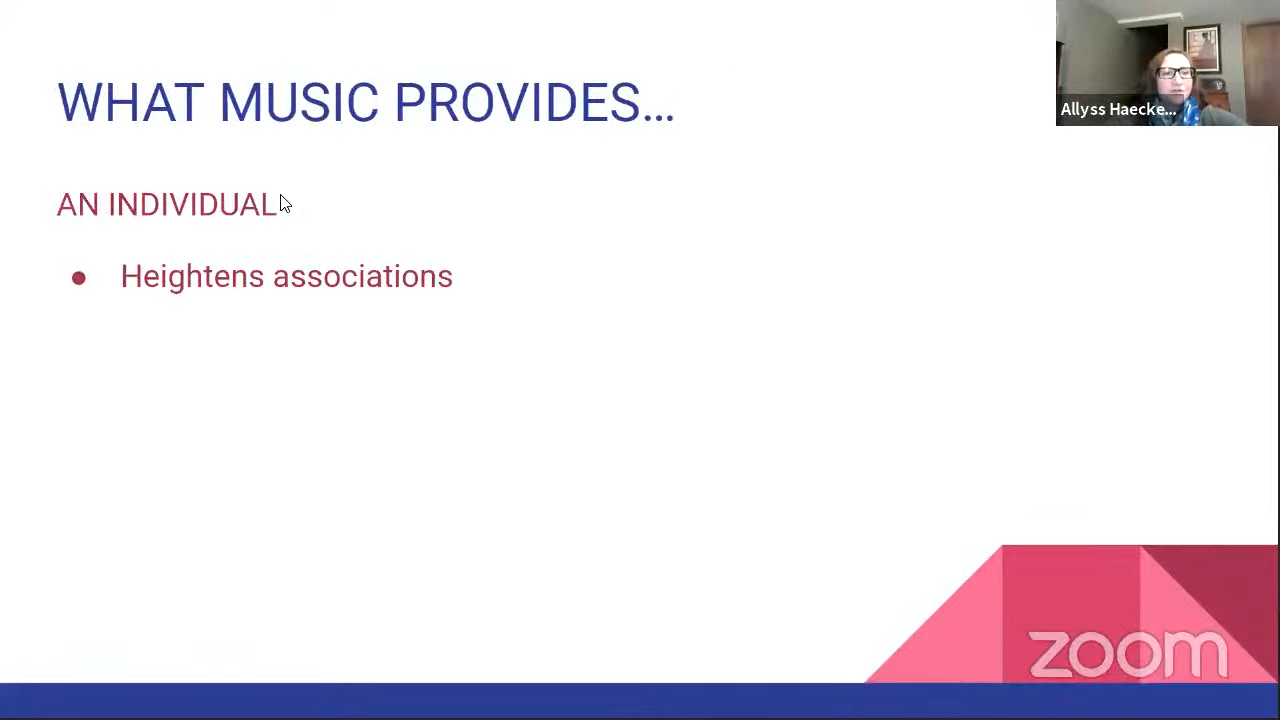 WHAT MUSIC PROVIDES...
Allyss Haecke...
AN INDIVIDUAL
● Heightens associations
zoom